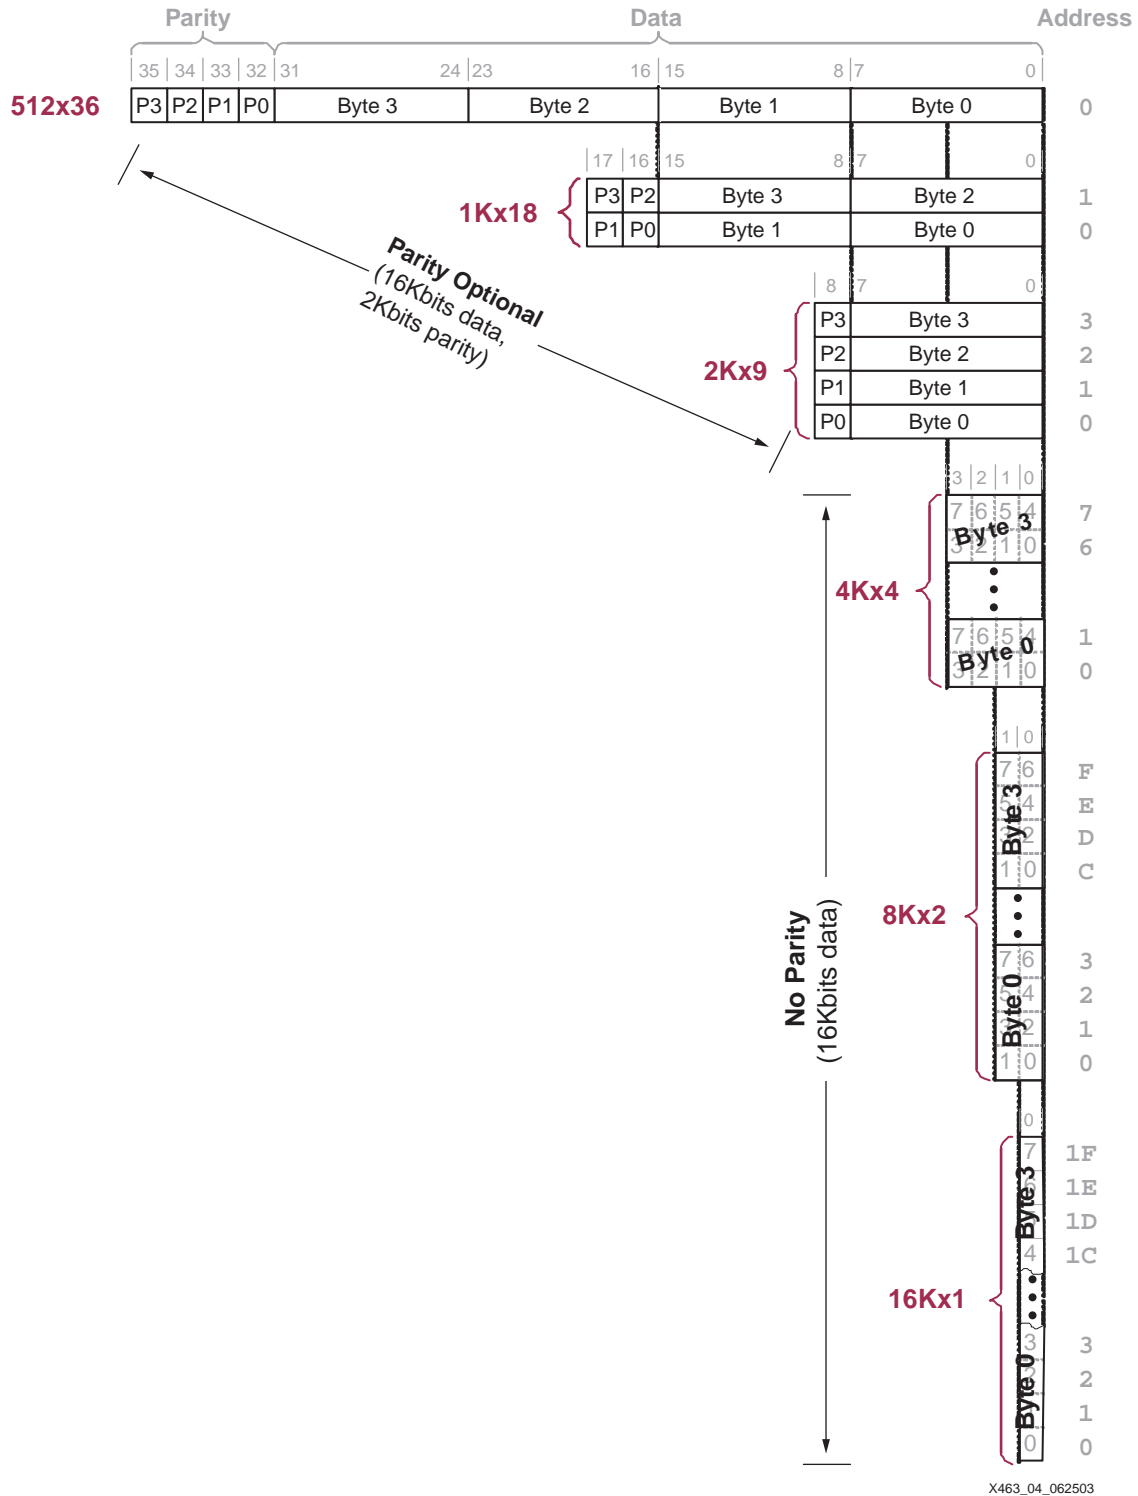 Parity Data Address
35 34 33 32 31 24 23 16 15 8 7 0
512x36 P3 P2 P1 P0 Byte 3 Byte 2 Byte 1 Byte 0 0
17 16 15 8 7 0
1Kx18
P3 P2 Byte 3 Byte 2 1
P1 P0 Byte 1 Byte 0 0
Parity Optional
(16Kbits data,
2Kbits parity)
8 7 0
2Kx9
P3 Byte 3 3
P2 Byte 2 2
P1 Byte 1 1
P0 Byte 0 0
3 2 1 0
4Kx4
7 6 5 4 7
Byte 3
3 2 1 0 6
7 6 5 4 1
Byte 0
3 2 1 0 0
No Parity
(16Kbits data)
1 0
8Kx2
7 6 F
5 4 E
Byte 3
3 2 D
1 0 C
7 6 3
5 4 2
Byte 0
3 2 1
1 0 0
0
16Kx1
7 1F
1E
Byte 3
1D
4 1C
3 3
2
Byte 0
1
0 0
X463_04_062503